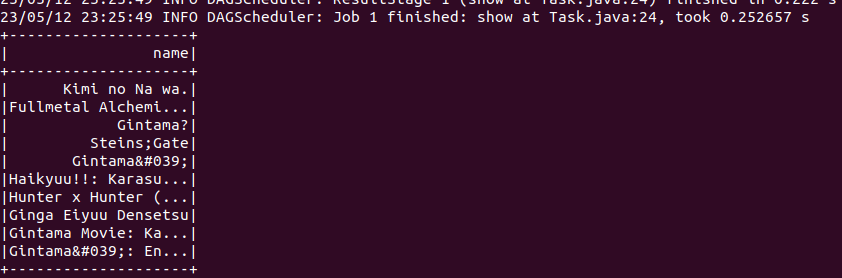 23/05/12 23:25:49 INFO DAGScheduler: ResultStage 1 (show at Task.java:24) finished in 0.222 s
23/05/12 23:25:49 INFO DAGScheduler: Job 1 finished: show at Task.java:24, took 0.252657 s
+--------------------+
|                name|
+--------------------+
|      Kimi no Na wa.|
|Fullmetal Alchemi...|
|            Gintama?|
|         Steins;Gate|
|       Gintama&#039;|
|Haikyuu!!: Karasu...|
|Hunter x Hunter (...|
|Ginga Eiyuu Densetsu|
|Gintama Movie: Ka...|
|Gintama&#039;: En...|
+--------------------+